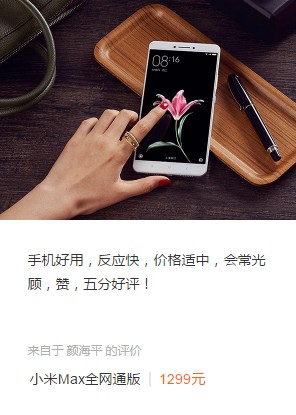 08:16
手机好用，反应快，价格适中，会常光
顾，赞，五分好评！
来自于 颜海平 的评价
小米Max全网通版 | 1299元